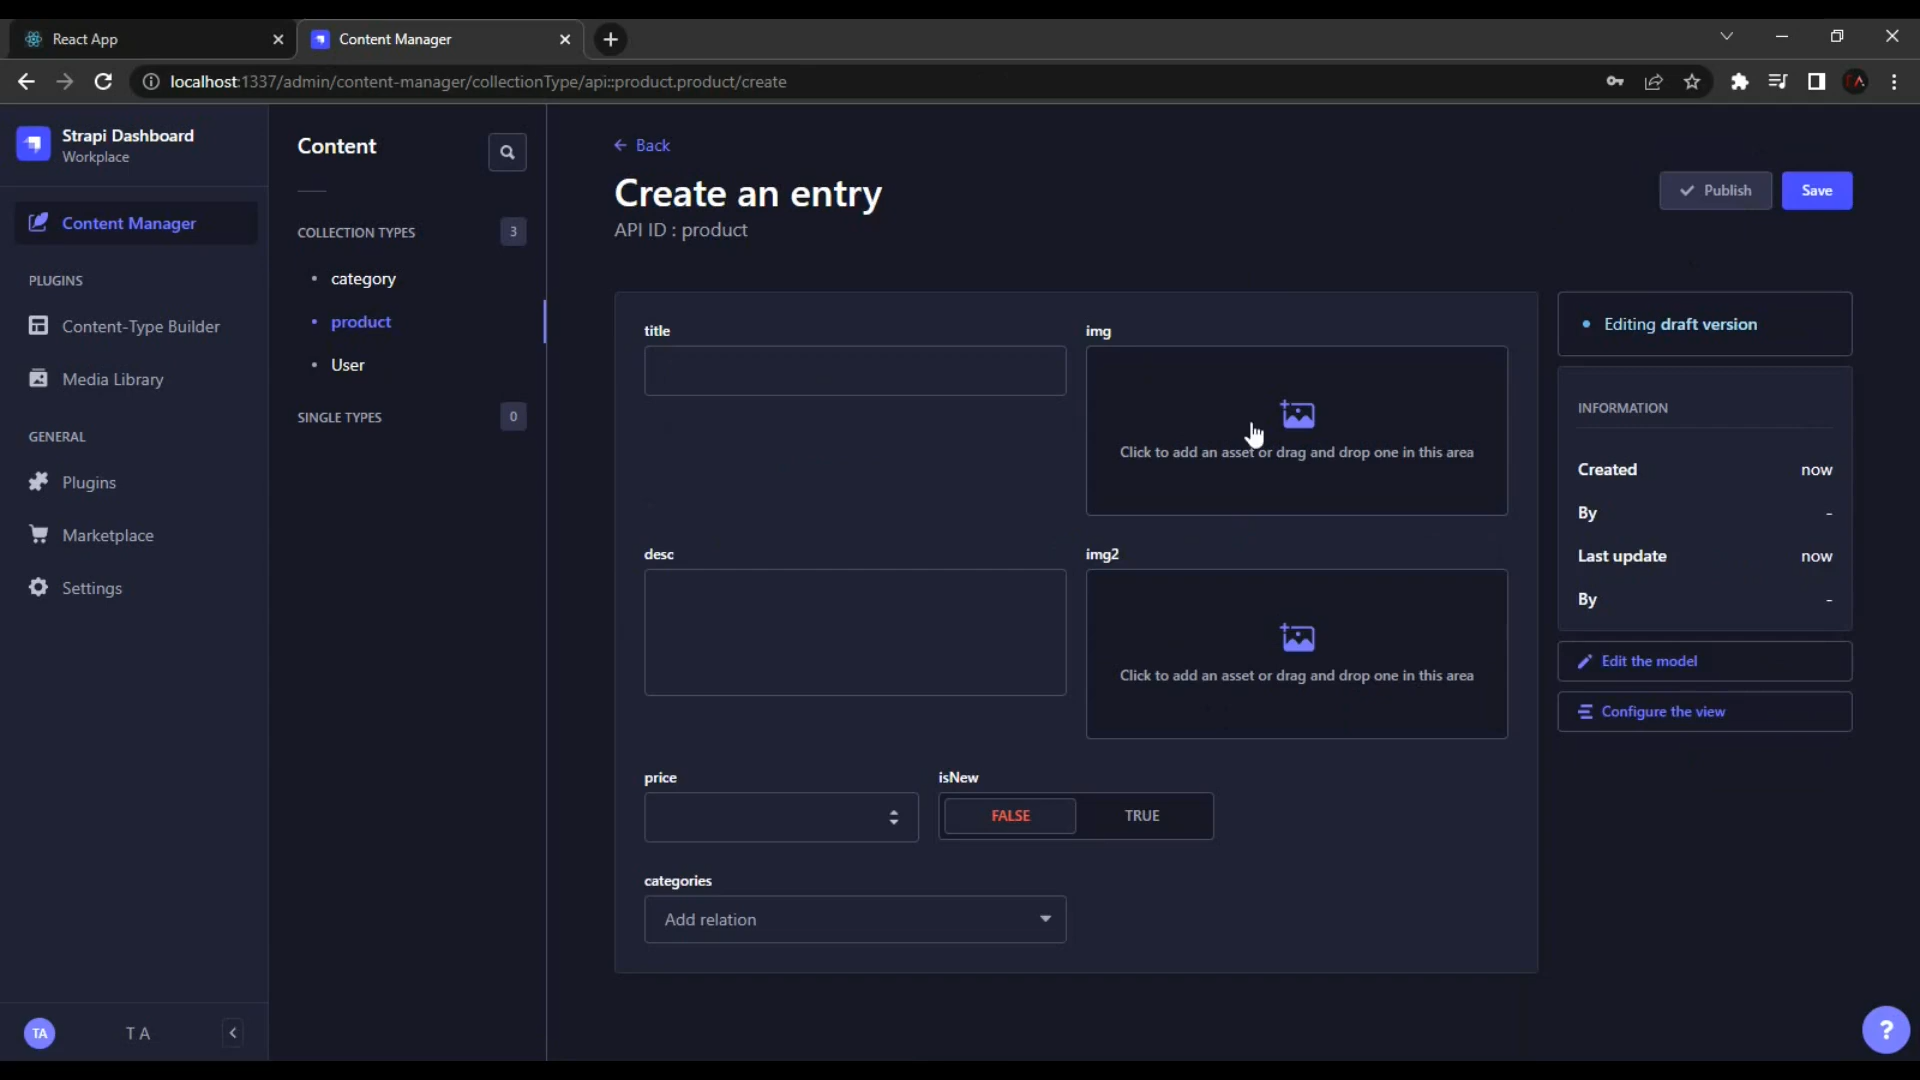 React App
Content Manager
localhost:1337/admin/content-manager/collectionType/api::product.product/create
Strapi Dashboard
Workplace
Content Manager
PLUGINS
Content-Type Builder
Media Library
GENERAL
Plugins
Marketplace
Settings
TA
T A
Content
COLLECTION TYPES 3
category
product
User
SINGLE TYPES 0
Back
Create an entry
API ID : product
Publish
Save
title
img
Click to add an asset or drag and drop one in this area
desc
img2
Click to add an asset or drag and drop one in this area
price
isNew
FALSE TRUE
categories
Add relation
Editing draft version
INFORMATION
Created now
By -
Last update now
By -
Edit the model
Configure the view
?